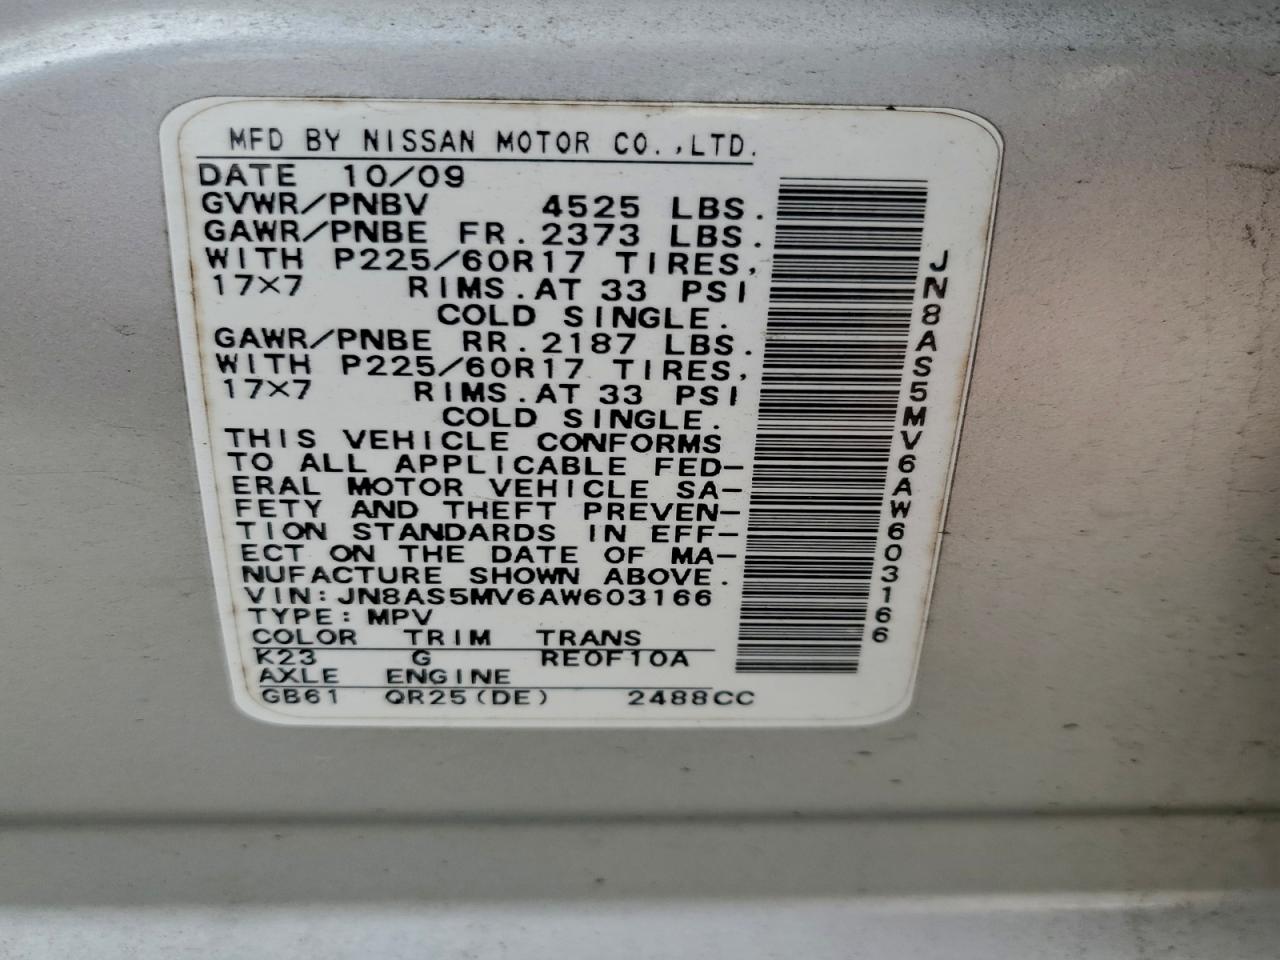 MFD BY NISSAN MOTOR CO.,LTD.
DATE 10/09
GVWR/PNBV 4525 LBS.
GAWR/PNBE FR.2373 LBS.
WITH P225/60R17 TIRES,
17×7 RIMS.AT 33 PSI
COLD SINGLE.
GAWR/PNBE RR.2187 LBS.
WITH P225/60R17 TIRES,
17×7 RIMS.AT 33 PSI
COLD SINGLE.
THIS VEHICLE CONFORMS
TO ALL APPLICABLE FED-
ERAL MOTOR VEHICLE SA-
FETY AND THEFT PREVEN-
TION STANDARDS IN EFF-
ECT ON THE DATE OF MA-
NUFACTURE SHOWN ABOVE.
VIN:JN8AS5MV6AW603166
TYPE:MPV
COLOR TRIM TRANS
K23 G RE0F10A
AXLE ENGINE
GB61 QR25(DE) 2488CC
JN8AS5MV6AW603166